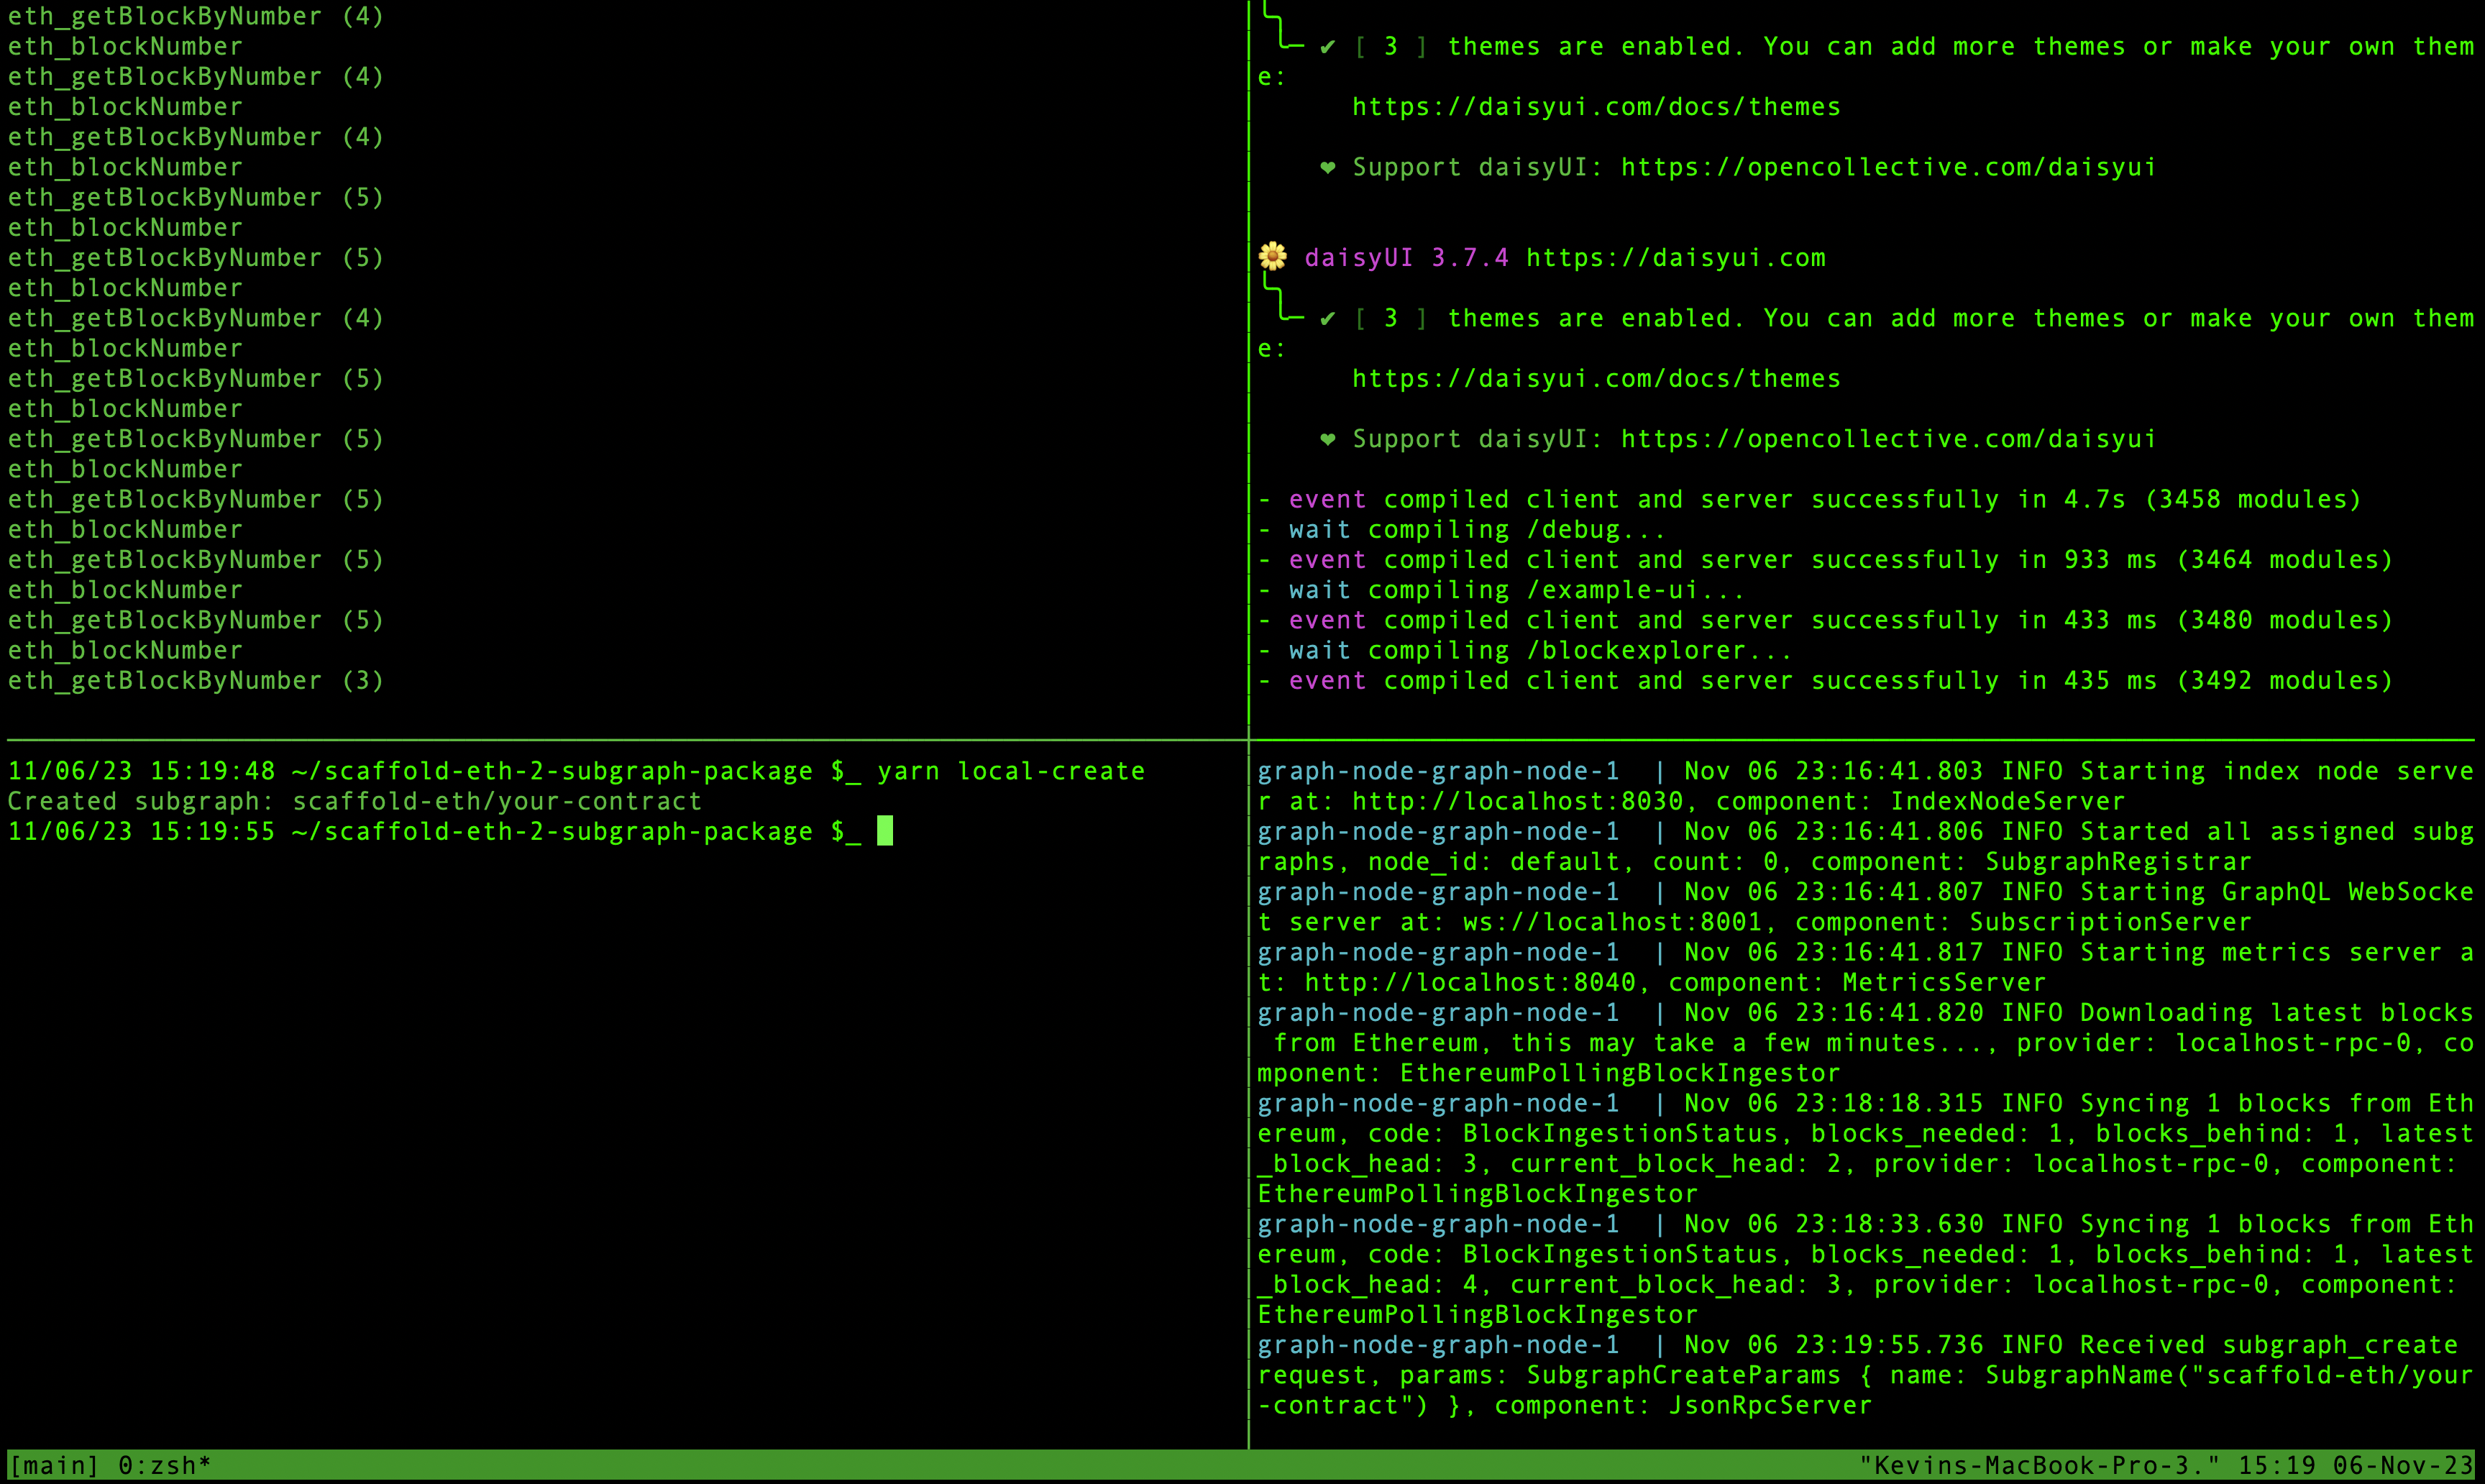 eth_getBlockByNumber (4)
eth_blockNumber
eth_getBlockByNumber (4)
eth_blockNumber
eth_getBlockByNumber (4)
eth_blockNumber
eth_getBlockByNumber (5)
eth_blockNumber
eth_getBlockByNumber (5)
eth_blockNumber
eth_getBlockByNumber (4)
eth_blockNumber
eth_getBlockByNumber (5)
eth_blockNumber
eth_getBlockByNumber (5)
eth_blockNumber
eth_getBlockByNumber (5)
eth_blockNumber
eth_getBlockByNumber (5)
eth_blockNumber
eth_getBlockByNumber (5)
eth_blockNumber
eth_getBlockByNumber (3)
✔ [ 3 ] themes are enabled. You can add more themes or make your own them
e:
https://daisyui.com/docs/themes
❤ Support daisyUI: https://opencollective.com/daisyui
🌼 daisyUI 3.7.4 https://daisyui.com
✔ [ 3 ] themes are enabled. You can add more themes or make your own them
e:
https://daisyui.com/docs/themes
❤ Support daisyUI: https://opencollective.com/daisyui
- event compiled client and server successfully in 4.7s (3458 modules)
- wait compiling /debug...
- event compiled client and server successfully in 933 ms (3464 modules)
- wait compiling /example-ui...
- event compiled client and server successfully in 433 ms (3480 modules)
- wait compiling /blockexplorer...
- event compiled client and server successfully in 435 ms (3492 modules)
11/06/23 15:19:48 ~/scaffold-eth-2-subgraph-package $_ yarn local-create
Created subgraph: scaffold-eth/your-contract
11/06/23 15:19:55 ~/scaffold-eth-2-subgraph-package $_
graph-node-graph-node-1  | Nov 06 23:16:41.803 INFO Starting index node serve
r at: http://localhost:8030, component: IndexNodeServer
graph-node-graph-node-1  | Nov 06 23:16:41.806 INFO Started all assigned subg
raphs, node_id: default, count: 0, component: SubgraphRegistrar
graph-node-graph-node-1  | Nov 06 23:16:41.807 INFO Starting GraphQL WebSocke
t server at: ws://localhost:8001, component: SubscriptionServer
graph-node-graph-node-1  | Nov 06 23:16:41.817 INFO Starting metrics server a
t: http://localhost:8040, component: MetricsServer
graph-node-graph-node-1  | Nov 06 23:16:41.820 INFO Downloading latest blocks
from Ethereum, this may take a few minutes..., provider: localhost-rpc-0, co
mponent: EthereumPollingBlockIngestor
graph-node-graph-node-1  | Nov 06 23:18:18.315 INFO Syncing 1 blocks from Eth
ereum, code: BlockIngestionStatus, blocks_needed: 1, blocks_behind: 1, latest
_block_head: 3, current_block_head: 2, provider: localhost-rpc-0, component:
EthereumPollingBlockIngestor
graph-node-graph-node-1  | Nov 06 23:18:33.630 INFO Syncing 1 blocks from Eth
ereum, code: BlockIngestionStatus, blocks_needed: 1, blocks_behind: 1, latest
_block_head: 4, current_block_head: 3, provider: localhost-rpc-0, component:
EthereumPollingBlockIngestor
graph-node-graph-node-1  | Nov 06 23:19:55.736 INFO Received subgraph_create
request, params: SubgraphCreateParams { name: SubgraphName("scaffold-eth/your
-contract") }, component: JsonRpcServer
[main] 0:zsh*
"Kevins-MacBook-Pro-3." 15:19 06-Nov-23